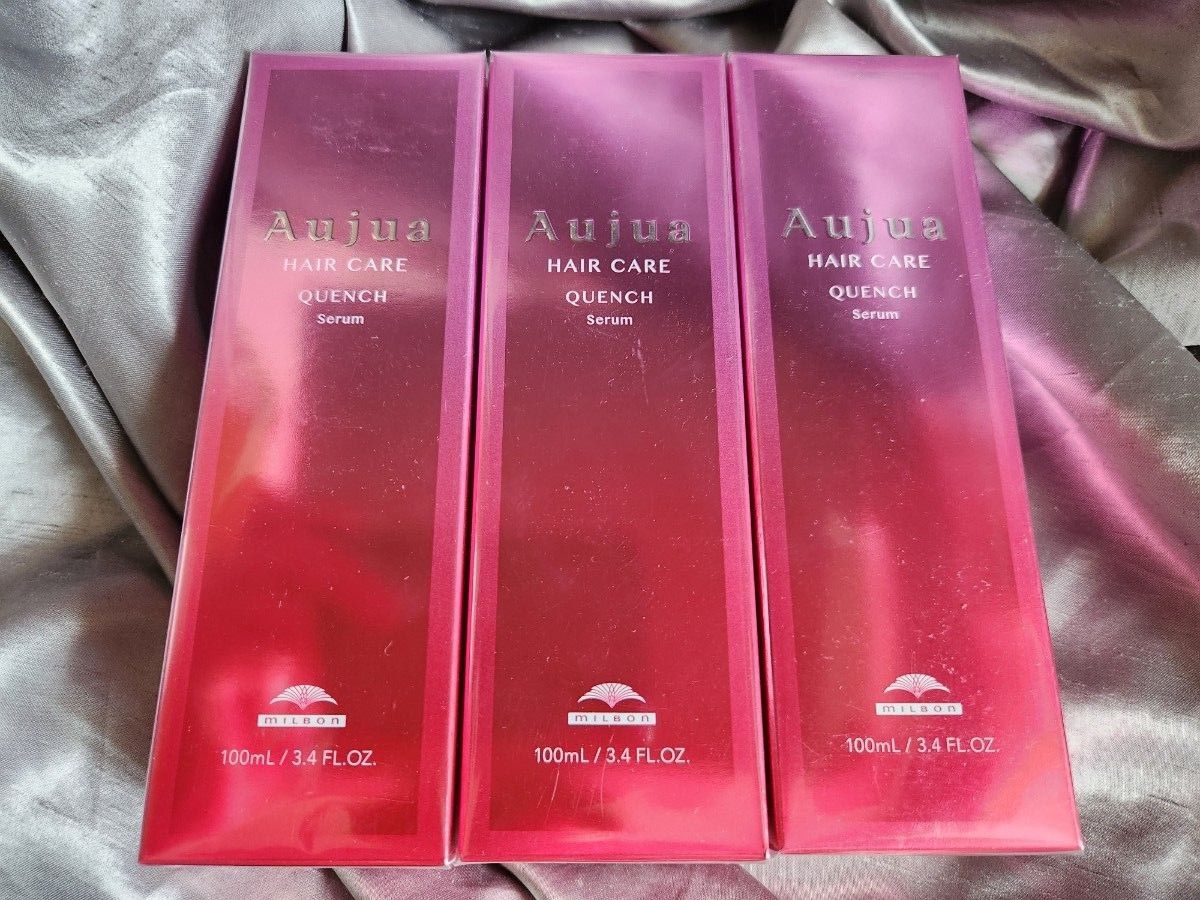 Aujua
HAIR CARE
QUENCH
Serum
MILBON
100mL / 3.4 FL.OZ.
Aujua
HAIR CARE
QUENCH
Serum
MILBON
100mL / 3.4 FL.OZ.
Aujua
HAIR CARE
QUENCH
Serum
MILBON
100mL / 3.4 FL.OZ.